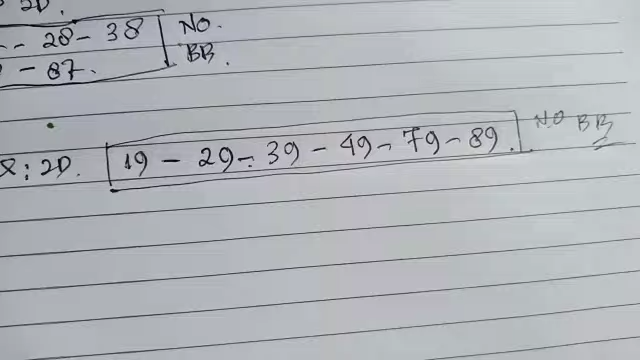 2D.
-- 28 - 38 NO.
- 87. BB.
&: 2D. 19 - 29 - 39 - 49 - 79 - 89. NO BB